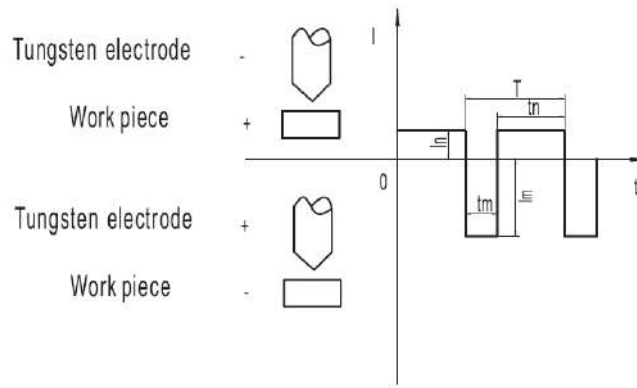 Tungsten electrode -
Work piece +
Tungsten electrode +
Work piece -
I
T
tn
In
0
tm
Im
t